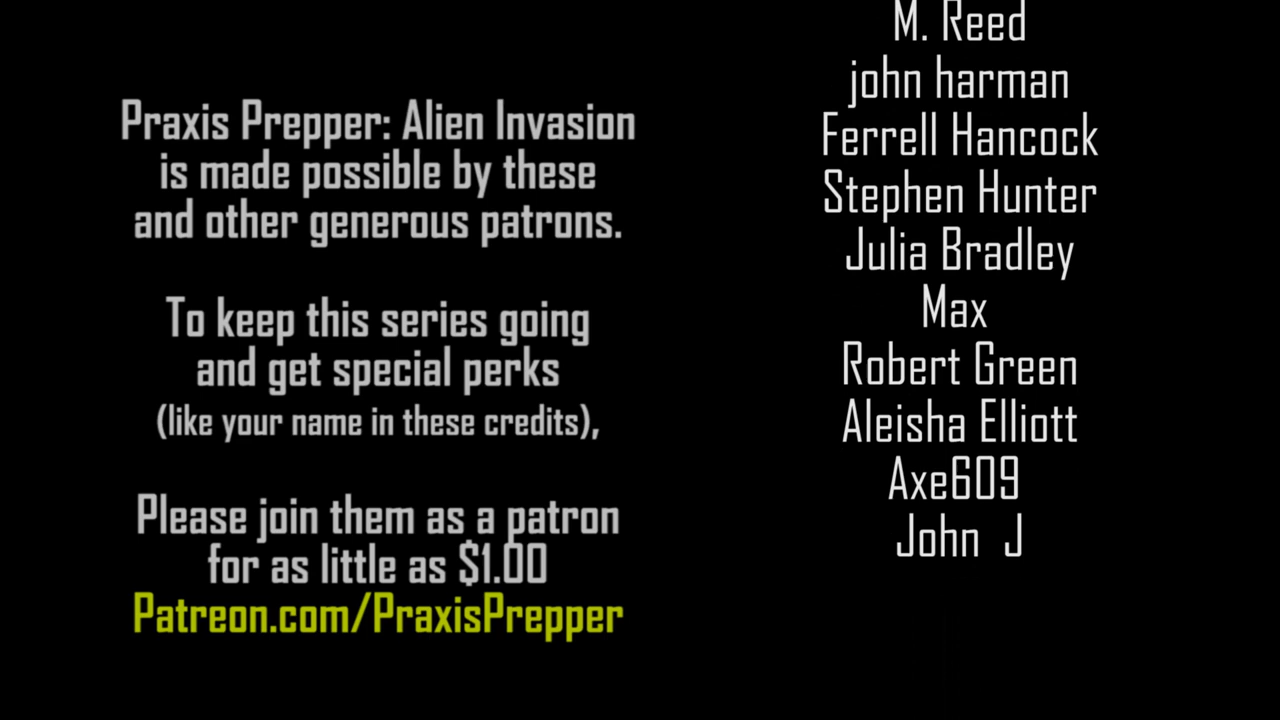 Praxis Prepper: Alien Invasion
is made possible by these
and other generous patrons.
To keep this series going
and get special perks
(like your name in these credits),
Please join them as a patron
for as little as $1.00
Patreon.com/PraxisPrepper
M. Reed
john harman
Ferrell Hancock
Stephen Hunter
Julia Bradley
Max
Robert Green
Aleisha Elliott
Axe609
John J